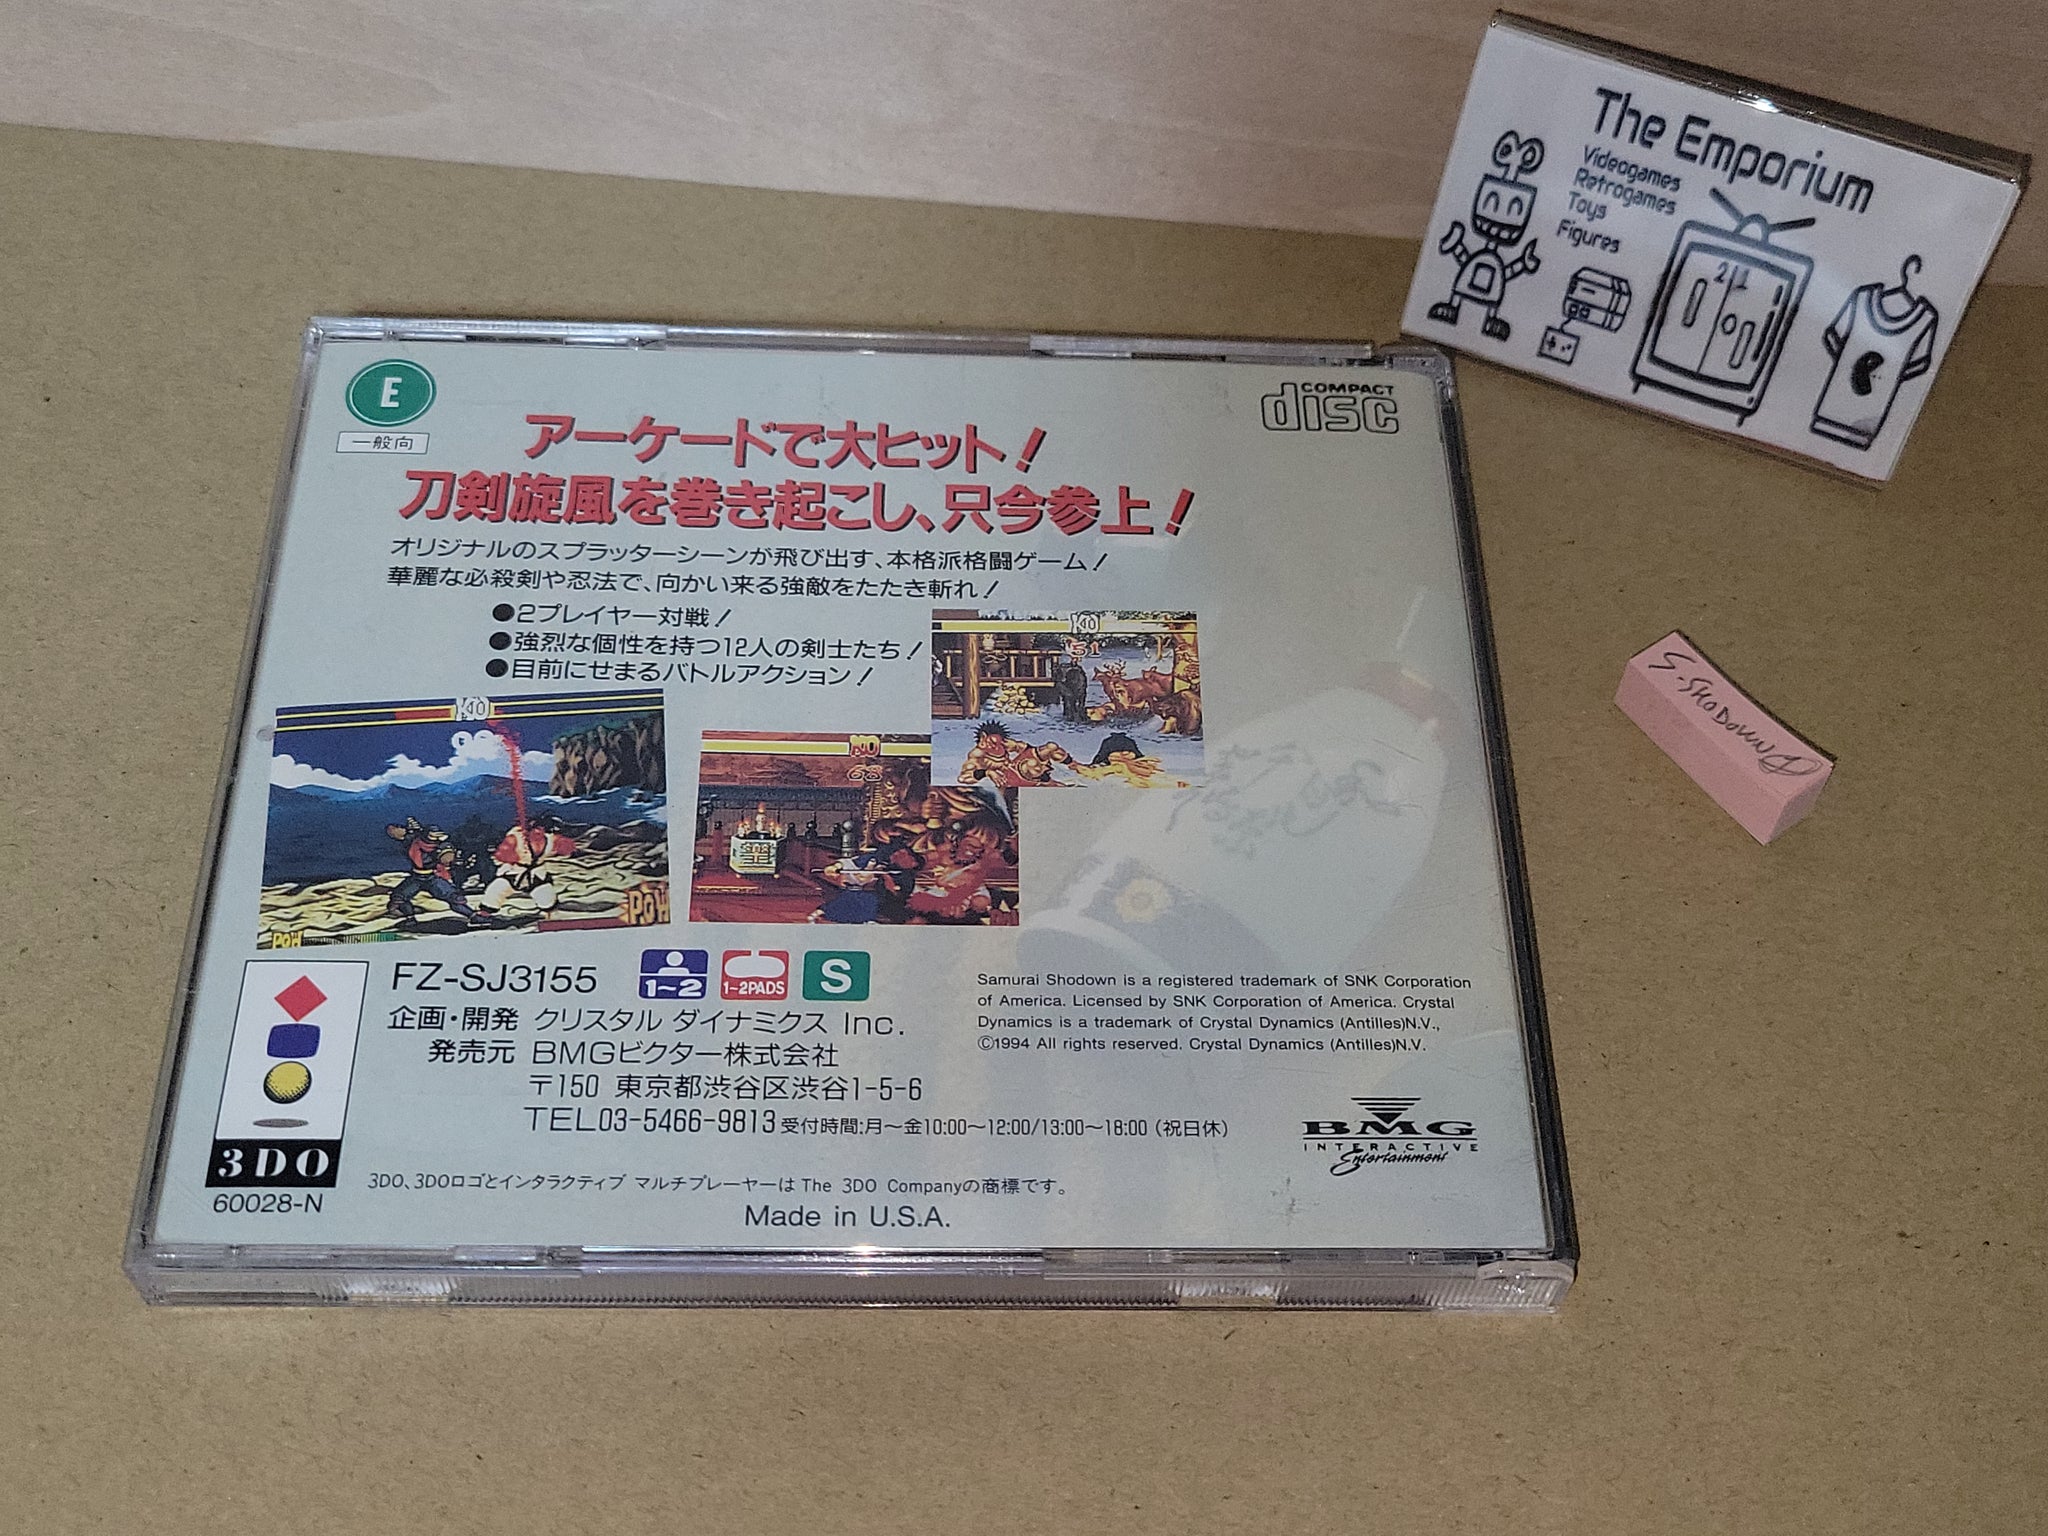 The Emporium
Videogames
Retrogames
Toys
Figures
21
S-SHODOWN
E
一般向
COMPACT
disc
アーケードで大ヒット!
刀剣旋風を巻き起こし、只今参上!
オリジナルのスプラッターシーンが飛び出す、本格派格闘ゲーム!
華麗な必殺剣や忍法で、向かい来る強敵をたたき斬れ!
●2プレイヤー対戦!
●強烈な個性を持つ12人の剣士たち!
●目前にせまるバトルアクション!
51
68
POW
POW
FZ-SJ3155
1~2
1~2PADS
S
企画・開発 クリスタル ダイナミクス Inc.
発売元 BMGビクター株式会社
〒150 東京都渋谷区渋谷1-5-6
TEL03-5466-9813 受付時間:月~金10:00~12:00/13:00~18:00 (祝日休)
Samurai Shodown is a registered trademark of SNK Corporation
of America. Licensed by SNK Corporation of America. Crystal
Dynamics is a trademark of Crystal Dynamics (Antilles)N.V.,
©1994 All rights reserved. Crystal Dynamics (Antilles)N.V.
BMG
INTERACTIVE
Entertainment
3DO
60028-N
3DO、3DOロゴとインタラクティブ マルチプレーヤーは The 3DO Companyの商標です。
Made in U.S.A.